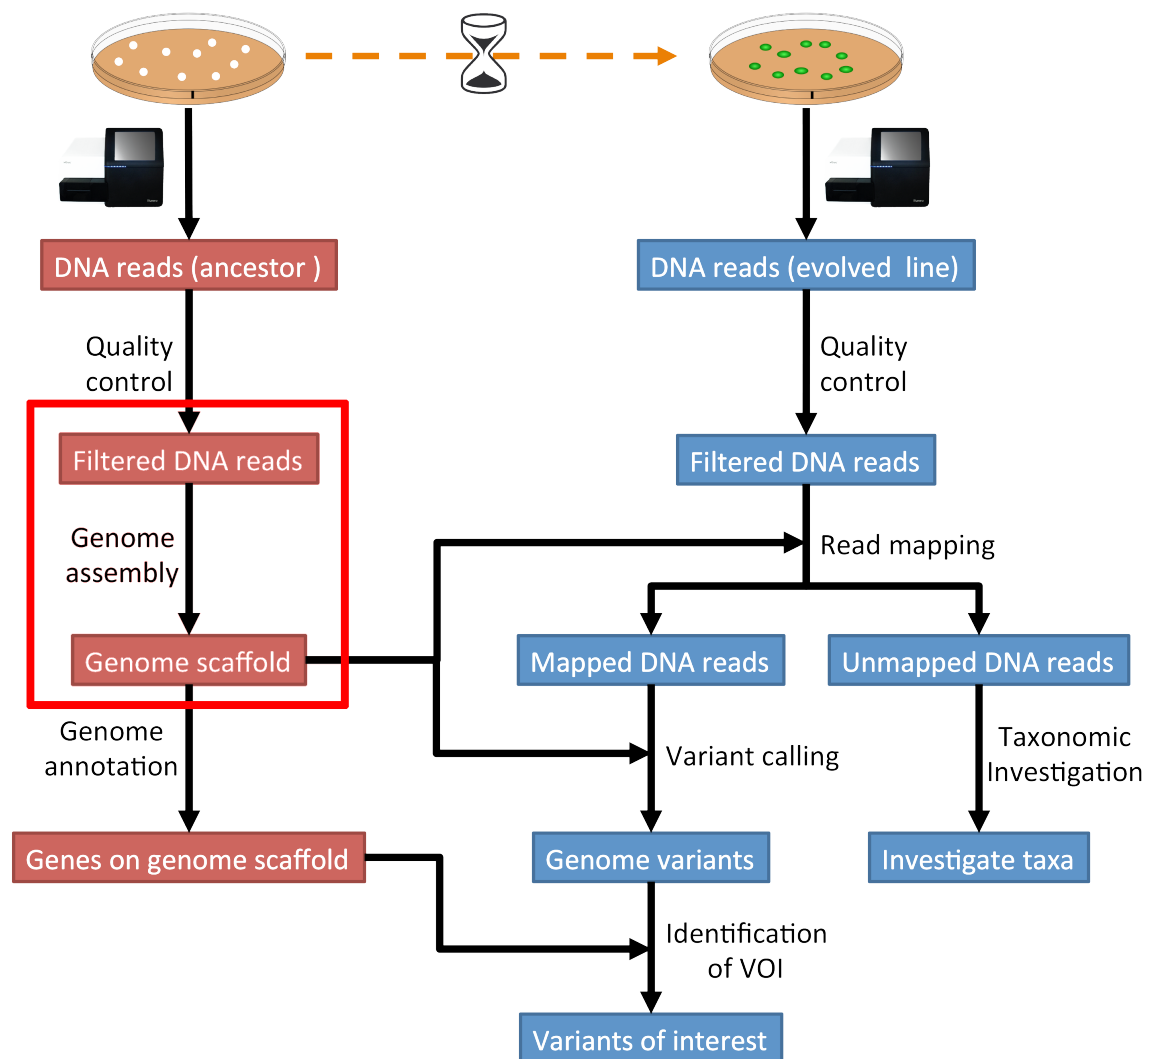 DNA reads (ancestor )
DNA reads (evolved  line)
Quality
control
Quality
control
Filtered DNA reads
Filtered DNA reads
Genome
assembly
Read mapping
Genome scaffold
Mapped DNA reads
Unmapped DNA reads
Genome
annotation
Variant calling
Taxonomic
Investigation
Genes on genome scaffold
Genome variants
Investigate taxa
Identification
of VOI
Variants of interest